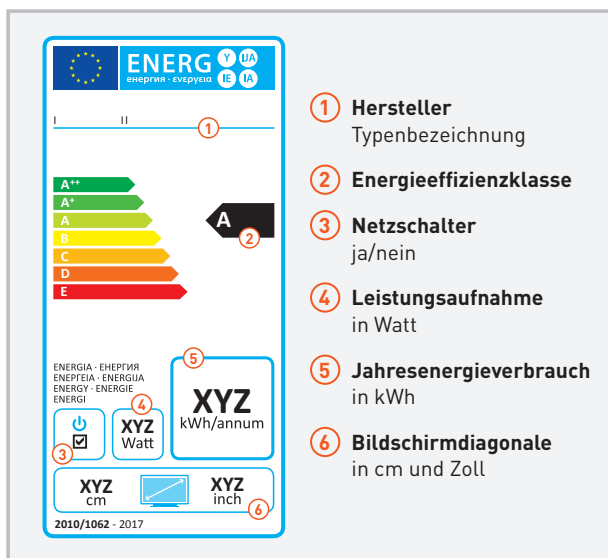 ENERG Y IJA
енергия · ενεργεια IE IA
I II
1
A++
A+
A
B
C
D
E
A
2
ENERGIA · ЕНЕРГИЯ
ΕΝΕΡΓΕΙΑ · ENERGIJA
ENERGY · ENERGIE
ENERGI
3
4
XYZ
Watt
5
XYZ
kWh/annum
XYZ
cm
XYZ
inch
6
2010/1062 - 2017
1 Hersteller
Typenbezeichnung
2 Energieeffizienzklasse
3 Netzschalter
ja/nein
4 Leistungsaufnahme
in Watt
5 Jahresenergieverbrauch
in kWh
6 Bildschirmdiagonale
in cm und Zoll